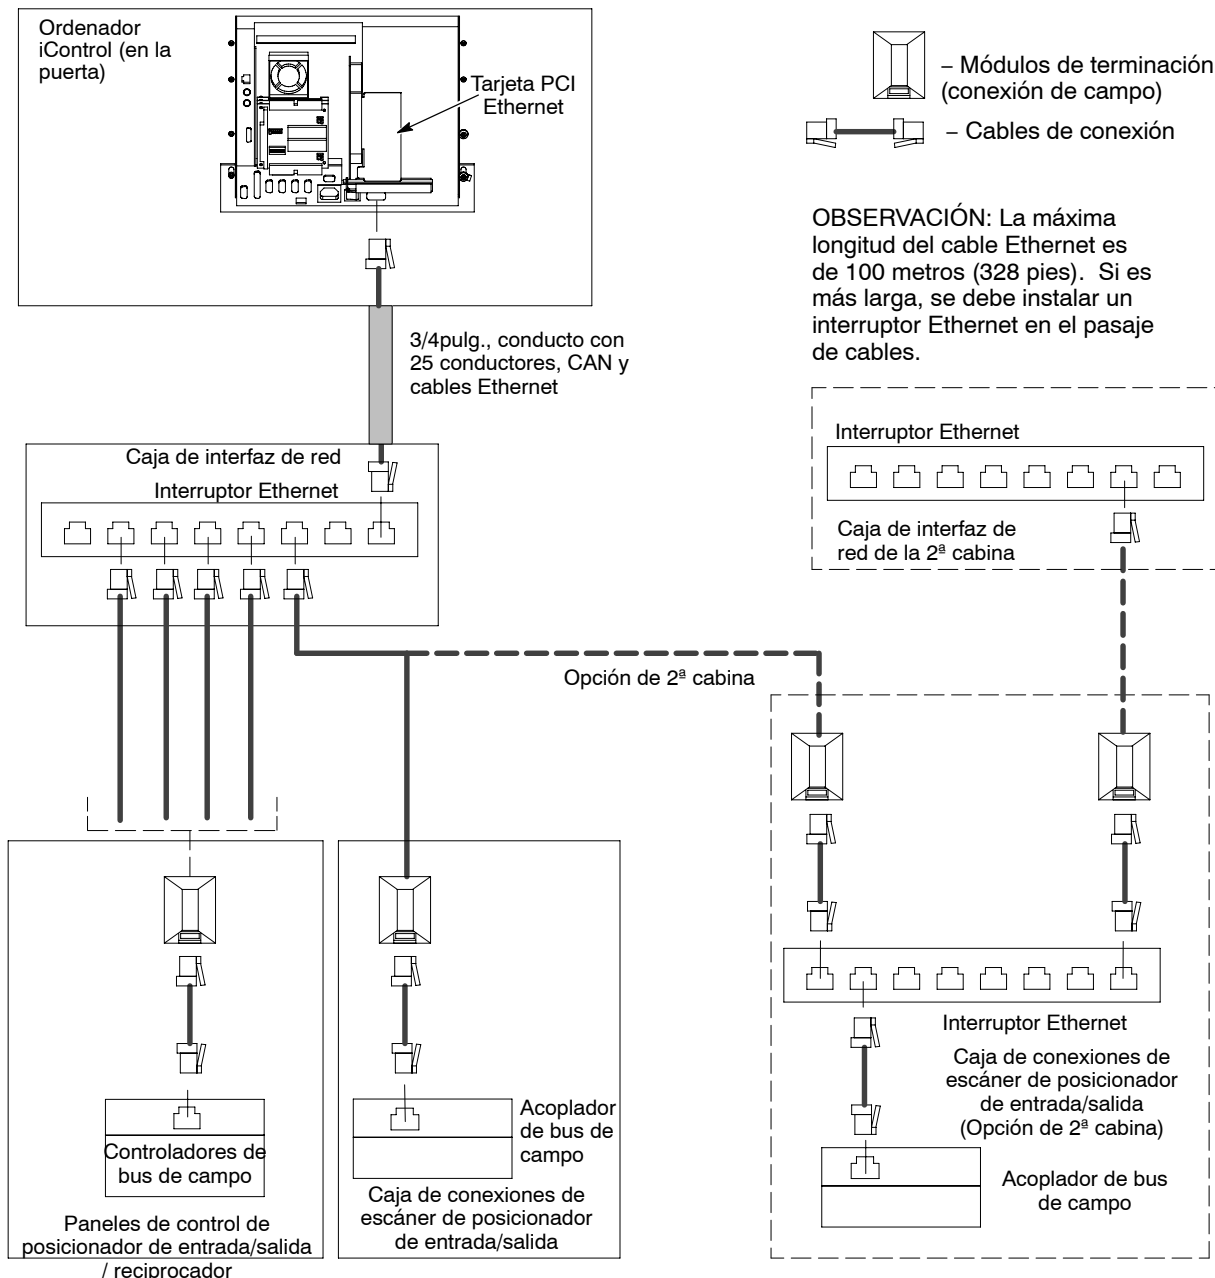 Ordenador
iControl (en la
puerta)
Tarjeta PCI
Ethernet
– Módulos de terminación
(conexión de campo)
– Cables de conexión
OBSERVACIÓN: La máxima
longitud del cable Ethernet es
de 100 metros (328 pies).  Si es
más larga, se debe instalar un
interruptor Ethernet en el pasaje
de cables.
3/4pulg., conducto con
25 conductores, CAN y
cables Ethernet
Caja de interfaz de red
Interruptor Ethernet
Interruptor Ethernet
Caja de interfaz de
red de la 2ª cabina
Opción de 2ª cabina
Controladores de
bus de campo
Paneles de control de
posicionador de entrada/salida
/ reciprocador
Acoplador
de bus de
campo
Caja de conexiones de
escáner de posicionador
de entrada/salida
Interruptor Ethernet
Caja de conexiones de
escáner de posicionador
de entrada/salida
(Opción de 2ª cabina)
Acoplador de bus
de campo